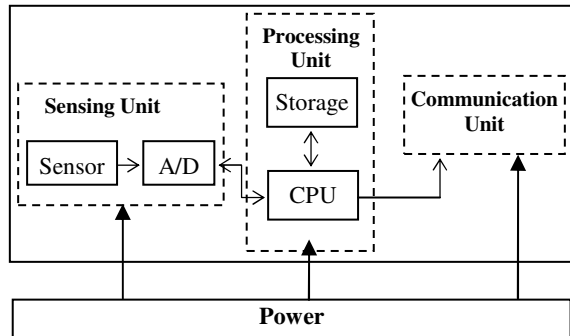 Processing
Unit
Sensing Unit
Storage
Communication
Unit
Sensor
A/D
CPU
Power